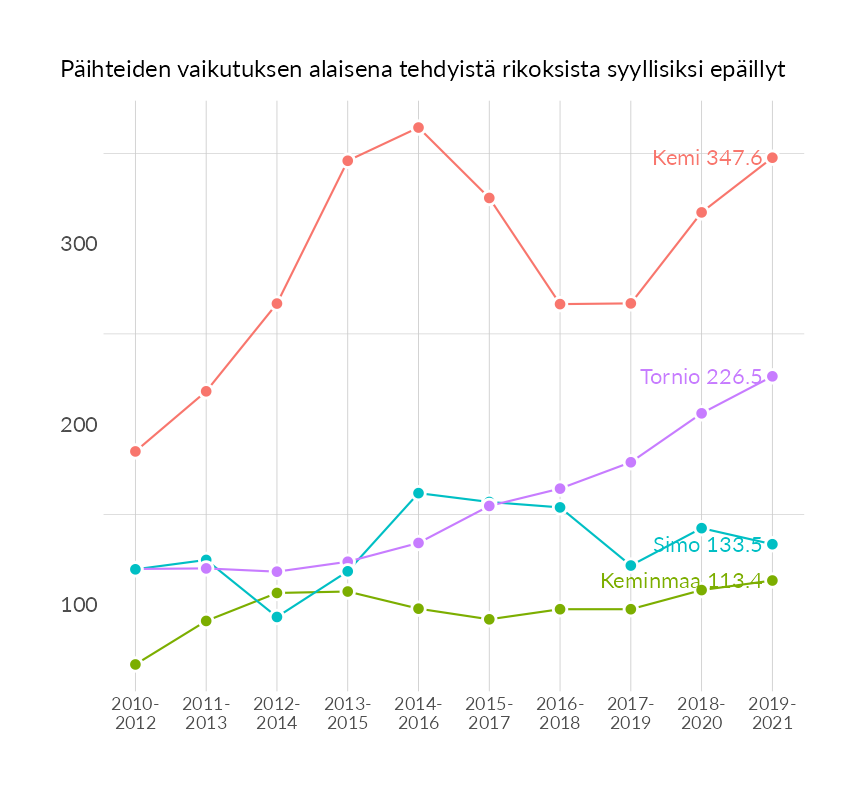 Päihteiden vaikutuksen alaisena tehdyistä rikoksista syyllisiksi epäillyt
Kemi 347.6
300
Tornio 226.5
200
Simo 133.5
Keminmaa 113.4
100
2010- 2011- 2012- 2013- 2014- 2015- 2016- 2017- 2018- 2019-
2012 2013 2014 2015 2016 2017 2018 2019 2020 2021